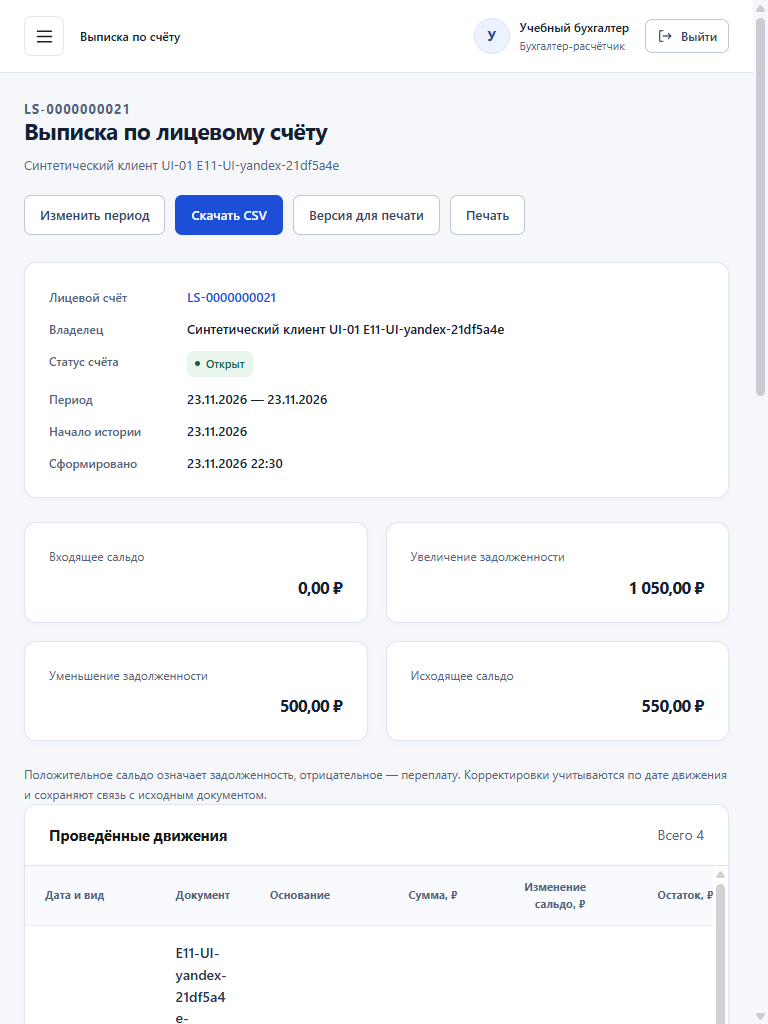 Выписка по счёту
У
Учебный бухгалтер
Бухгалтер-расчётчик
Выйти
LS-0000000021
Выписка по лицевому счёту
Синтетический клиент UI-01 E11-UI-yandex-21df5a4e
Изменить период
Скачать CSV
Версия для печати
Печать
Лицевой счёт LS-0000000021
Владелец Синтетический клиент UI-01 E11-UI-yandex-21df5a4e
Статус счёта Открыт
Период 23.11.2026 — 23.11.2026
Начало истории 23.11.2026
Сформировано 23.11.2026 22:30
Входящее сальдо
0,00 ₽
Увеличение задолженности
1 050,00 ₽
Уменьшение задолженности
500,00 ₽
Исходящее сальдо
550,00 ₽
Положительное сальдо означает задолженность, отрицательное — переплату. Корректировки учитываются по дате движения
и сохраняют связь с исходным документом.
Проведённые движения
Всего 4
Дата и вид
Документ
Основание
Сумма, ₽
Изменение
сальдо, ₽
Остаток, ₽
E11-UI-
yandex-
21df5a4
e-